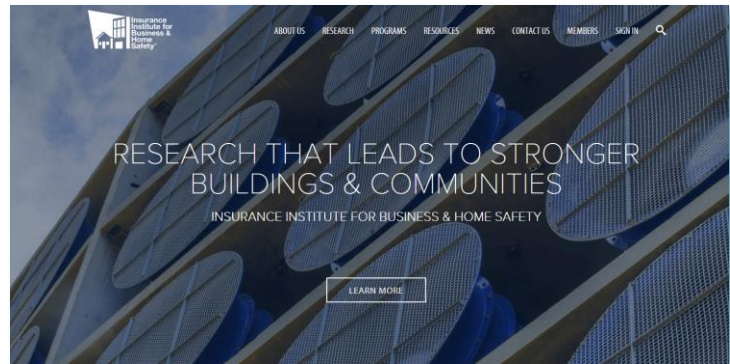 Insurance
Institute for
Business &
Home
Safety
ABOUT US RESEARCH PROGRAMS RESOURCES NEWS CONTACT US MEMBERS SIGN IN
RESEARCH THAT LEADS TO STRONGER
BUILDINGS & COMMUNITIES
INSURANCE INSTITUTE FOR BUSINESS & HOME SAFETY
LEARN MORE